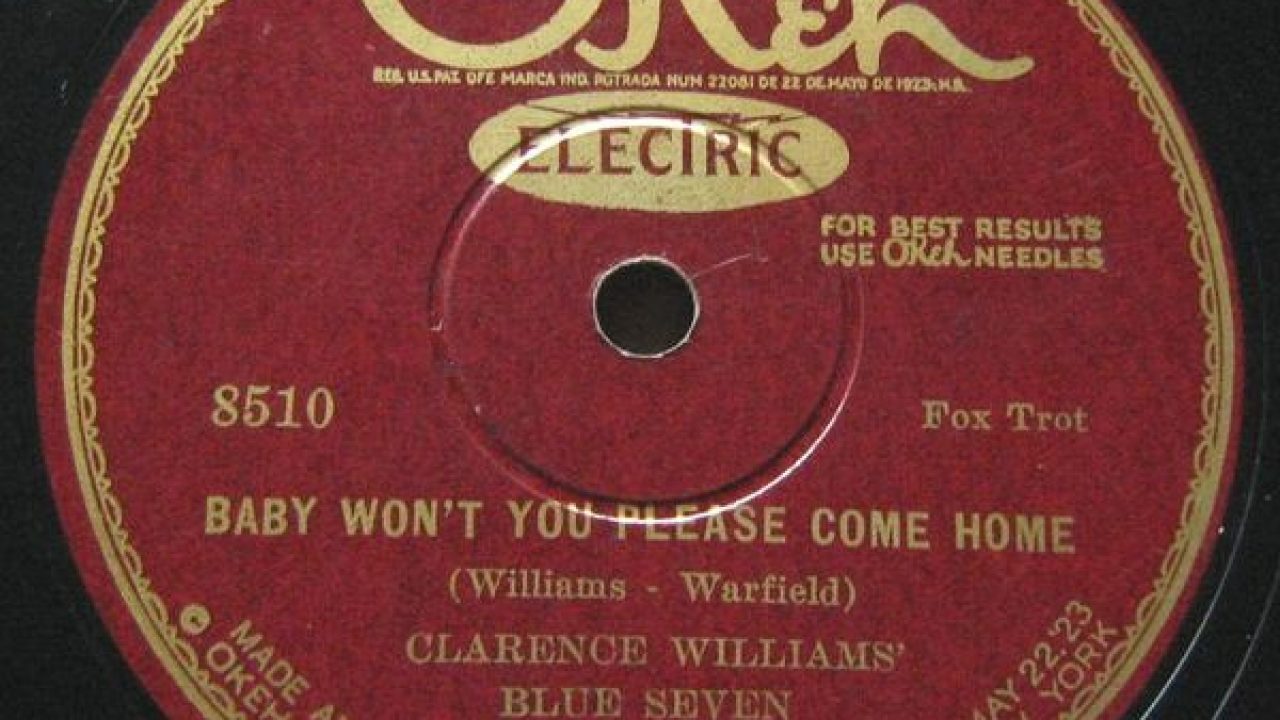 OKeh
REG. U.S. PAT. OFF. MARCA IND. POTRADA NUM 22081 DE 22 DE MAYO DE 1923. H.B.
ELECTRIC
FOR BEST RESULTS
USE OKeh NEEDLES
8510
Fox Trot
BABY WON'T YOU PLEASE COME HOME
(Williams - Warfield)
CLARENCE WILLIAMS'
BLUE SEVEN
MADE A
OKEH
MAY 22.'23
YORK